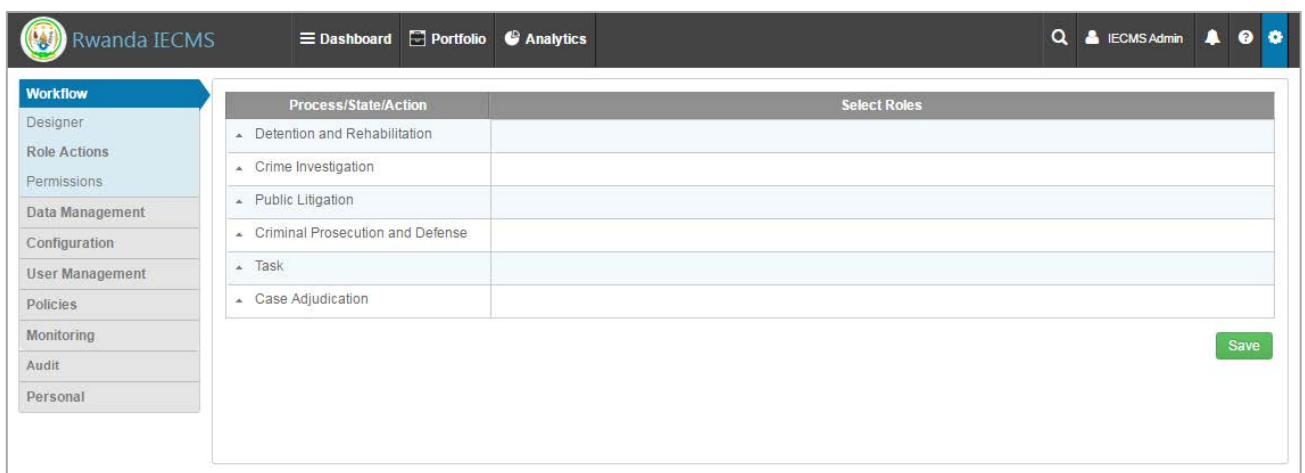 Rwanda IECMS
Dashboard Portfolio Analytics
IECMS Admin
Workflow
Designer
Role Actions
Permissions
Data Management
Configuration
User Management
Policies
Monitoring
Audit
Personal
Process/State/Action Select Roles
Detention and Rehabilitation
Crime Investigation
Public Litigation
Criminal Prosecution and Defense
Task
Case Adjudication
Save